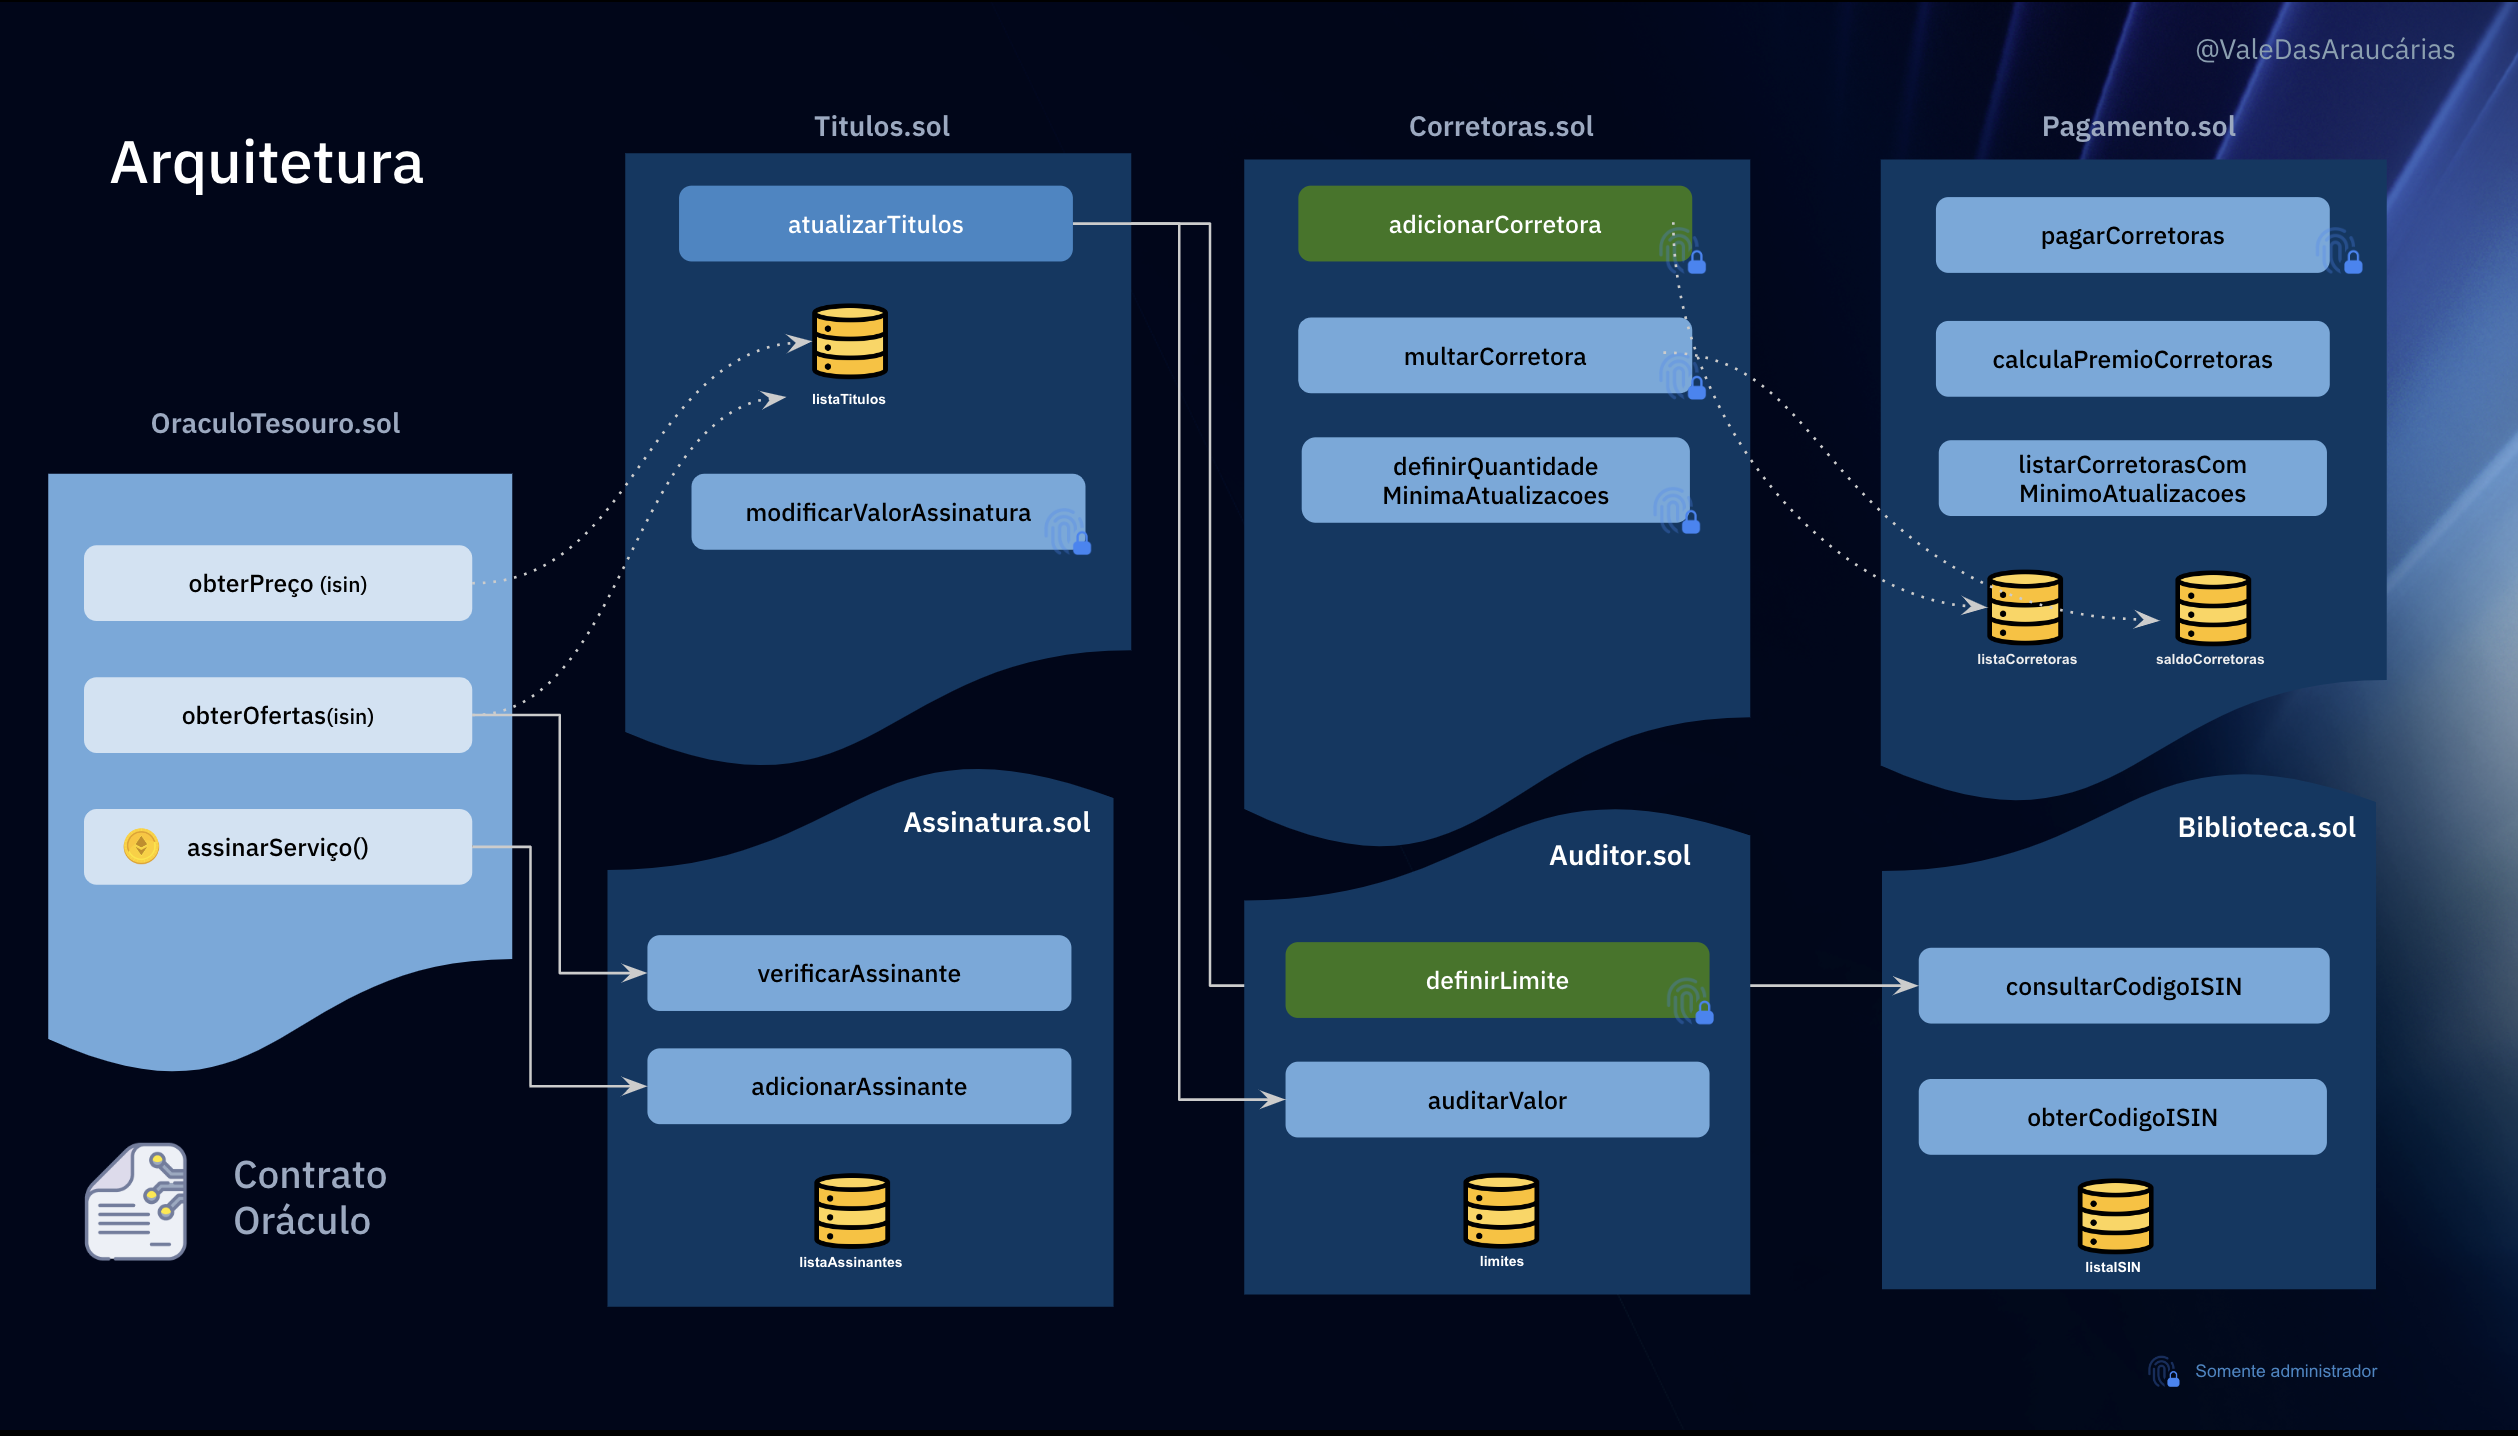 @ValeDasAraucárias
Arquitetura
OraculoTesouro.sol
obterPreço (isin)
obterOfertas(isin)
assinarServiço()
Contrato
Oráculo
Titulos.sol
atualizarTitulos
listaTitulos
modificarValorAssinatura
Assinatura.sol
verificarAssinante
adicionarAssinante
listaAssinantes
Corretoras.sol
adicionarCorretora
multarCorretora
definirQuantidade
MinimaAtualizacoes
Auditor.sol
definirLimite
auditarValor
limites
Pagamento.sol
pagarCorretoras
calculaPremioCorretoras
listarCorretorasCom
MinimoAtualizacoes
listaCorretoras
saldoCorretoras
Biblioteca.sol
consultarCodigoISIN
obterCodigoISIN
listaISIN
Somente administrador